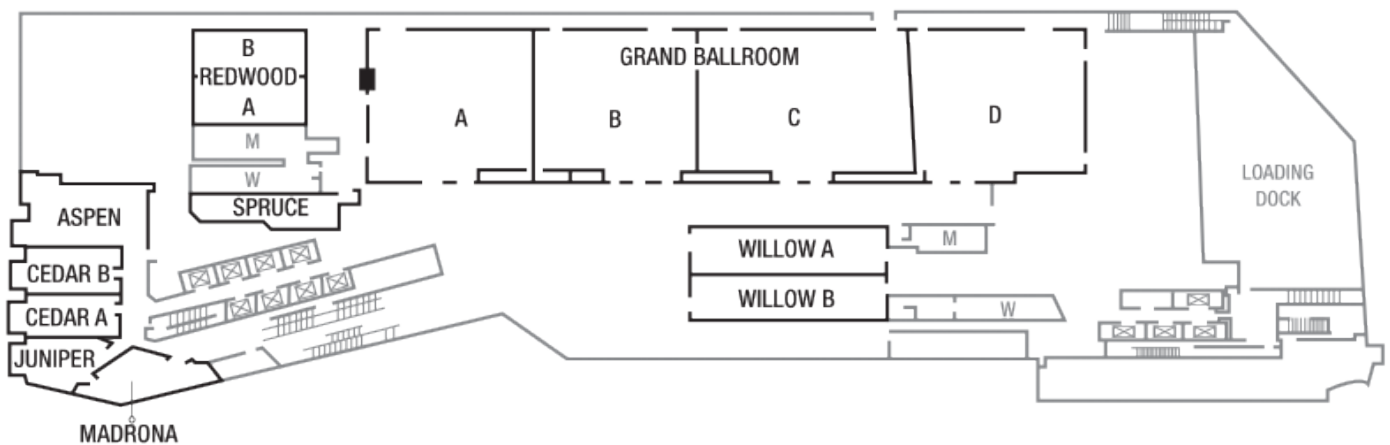 B
REDWOOD
A
M
W
SPRUCE
GRAND BALLROOM
A
B
C
D
LOADING
DOCK
ASPEN
CEDAR B
CEDAR A
JUNIPER
MADRONA
WILLOW A
WILLOW B
M
W